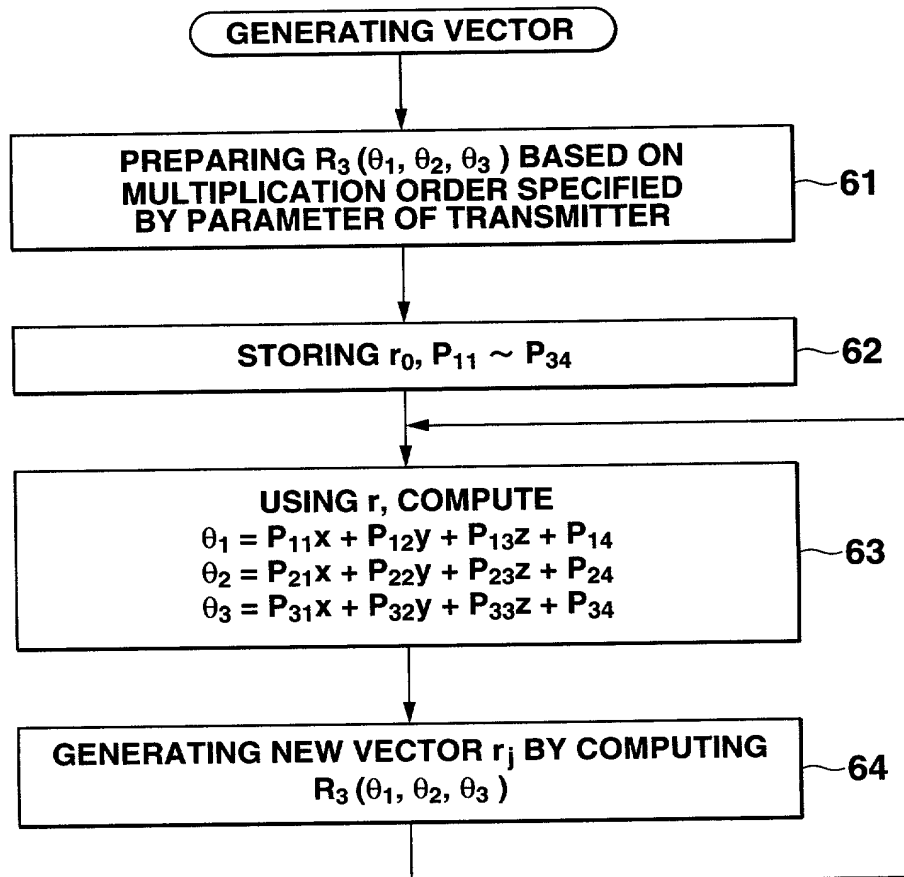 GENERATING VECTOR
PREPARING R₃ (θ₁, θ₂, θ₃ ) BASED ON
MULTIPLICATION ORDER SPECIFIED
BY PARAMETER OF TRANSMITTER
61
STORING r₀, P₁₁ ~ P₃₄
62
USING r, COMPUTE
θ₁ = P₁₁x + P₁₂y + P₁₃z + P₁₄
θ₂ = P₂₁x + P₂₂y + P₂₃z + P₂₄
θ₃ = P₃₁x + P₃₂y + P₃₃z + P₃₄
63
GENERATING NEW VECTOR rⱼ BY COMPUTING
R₃ (θ₁, θ₂, θ₃ )
64